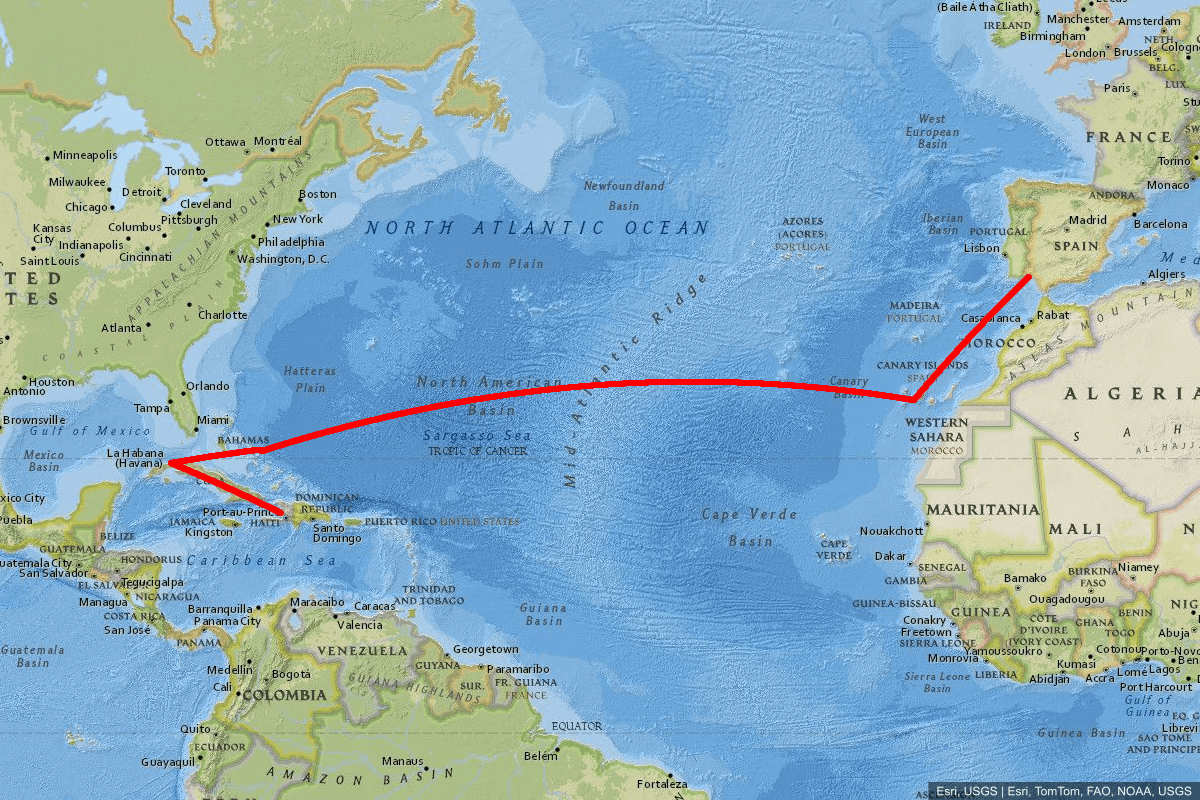 (Baile Átha Cliath)
Leeds
IRELAND
Manchester
Amsterdam
Birmingham
NETH.
London
Brussels
Cologne
BELG.
LUX.
Paris
West
European
Basin
FRANCE
Ottawa
Montréal
Minneapolis
Toronto
Torino
Milwaukee
Detroit
Boston
Newfoundland
Basin
ANDORRA
Monaco
Chicago
Cleveland
Pittsburgh
New York
Kansas
City
Columbus
Indianapolis
Philadelphia
Saint Louis
Cincinnati
Washington, D.C.
APPALACHIAN MOUNTAINS
NORTH ATLANTIC OCEAN
AZORES
(AÇORES)
PORTUGAL
Iberian
Basin
PORTUGAL
Madrid
Barcelona
Lisbon
SPAIN
Sohm Plain
Algiers
TED
TES
Mid-Atlantic Ridge
Charlotte
Atlanta
COASTAL PLAIN
MADEIRA
PORTUGAL
Casablanca
Rabat
MOROCCO
ATLAS MOUNTAINS
Hatteras
Plain
CANARY ISLANDS
SPAIN
Houston
Antonio
Orlando
Tampa
North American
Basin
Canary
Basin
ALGERIA
Brownsville
Miami
Gulf of Mexico
BAHAMAS
Sargasso Sea
TROPIC OF CANCER
WESTERN
SAHARA
MOROCCO
SAH
AL-HAJJ
Mexico
Basin
La Habana
(Havana)
CUBA
xico City
Puebla
DOMINICAN
REPUBLIC
Port-au-Prince
HAITI
JAMAICA
Kingston
Santo
Domingo
PUERTO RICO UNITED STATES
Cape Verde
Basin
MAURITANIA
MALI
N
BELIZE
GUATEMALA
HONDURAS
Caribbean Sea
Nouakchott
CAPE
VERDE
Dakar
SENEGAL
GAMBIA
uatemala City
San Salvador
EL SALVADOR
Tegucigalpa
NICARAGUA
Managua
COSTA RICA
San José
Barranquilla
Panama City
PANAMA
Maracaibo
Caracas
Valencia
TRINIDAD
AND TOBAGO
Guiana
Basin
Bamako
BURKINA
FASO
Niamey
Ouagadougou
GUINEA-BISSAU
GUINEA
BENIN
NIG
Conakry
Freetown
SIERRA LEONE
CÔTE
D'IVOIRE
IVORY COAST
GHANA
TOGO
Abuja
Guatemala
Basin
VENEZUELA
Georgetown
GUYANA
Paramaribo
SUR.
FR. GUIANA
FRANCE
GUIANA HIGHLANDS
Monrovia
Yamoussoukro
Cotonou
Porto-Novo
Ben
Kumasi
Lomé
Lagos
Medellín
Bogotá
Cali
COLOMBIA
Sierra Leone
Basin
LIBERIA
Abidjan
Accra
Port Harcourt
Gulf of
Guinea
EQ. G
Quito
ECUADOR
EQUATOR
Guinea Basin
Librevi
SAO TOME
AND PRINCIPE
Guayaquil
AMAZON BASIN
Manaus
Belém
Fortaleza
Esri, USGS | Esri, TomTom, FAO, NOAA, USGS